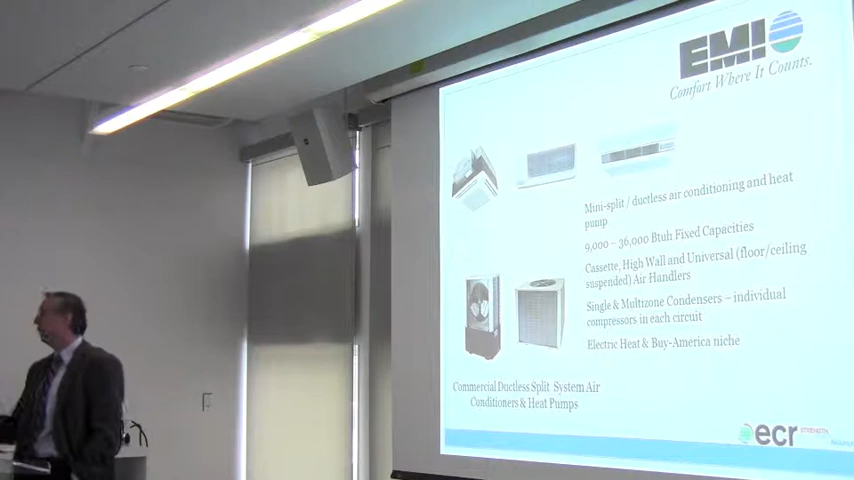 EMI
Comfort Where It Counts.
Mini-split / ductless air conditioning and heat
pump
9,000 – 36,000 Btuh Fixed Capacities
Cassette, High Wall and Universal (floor/ceiling
suspended) Air Handlers
Single & Multizone Condensers – individual
compressors in each circuit
Electric Heat & Buy-America niche
Commercial Ductless Split System Air
Conditioners & Heat Pumps
ecr
STRENGTH